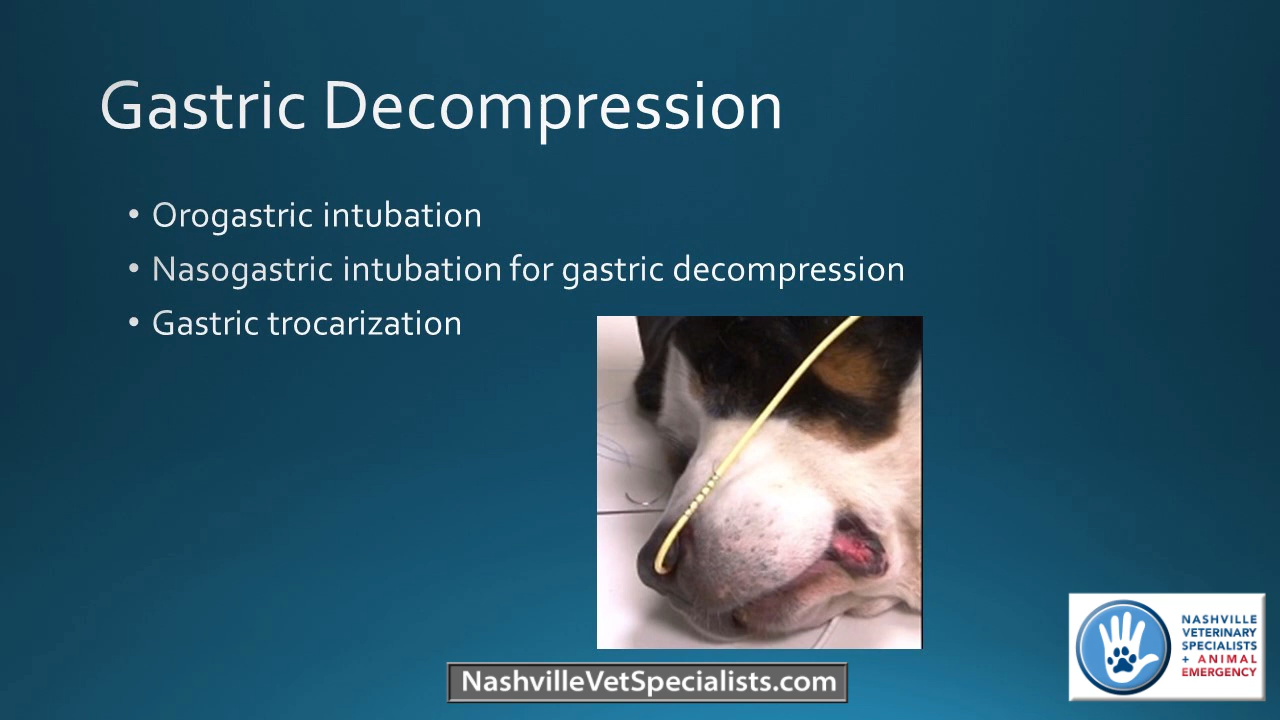 Gastric Decompression
• Orogastric intubation
• Nasogastric intubation for gastric decompression
• Gastric trocarization
NASHVILLE
VETERINARY
SPECIALISTS
+ ANIMAL
EMERGENCY
NashvilleVetSpecialists.com